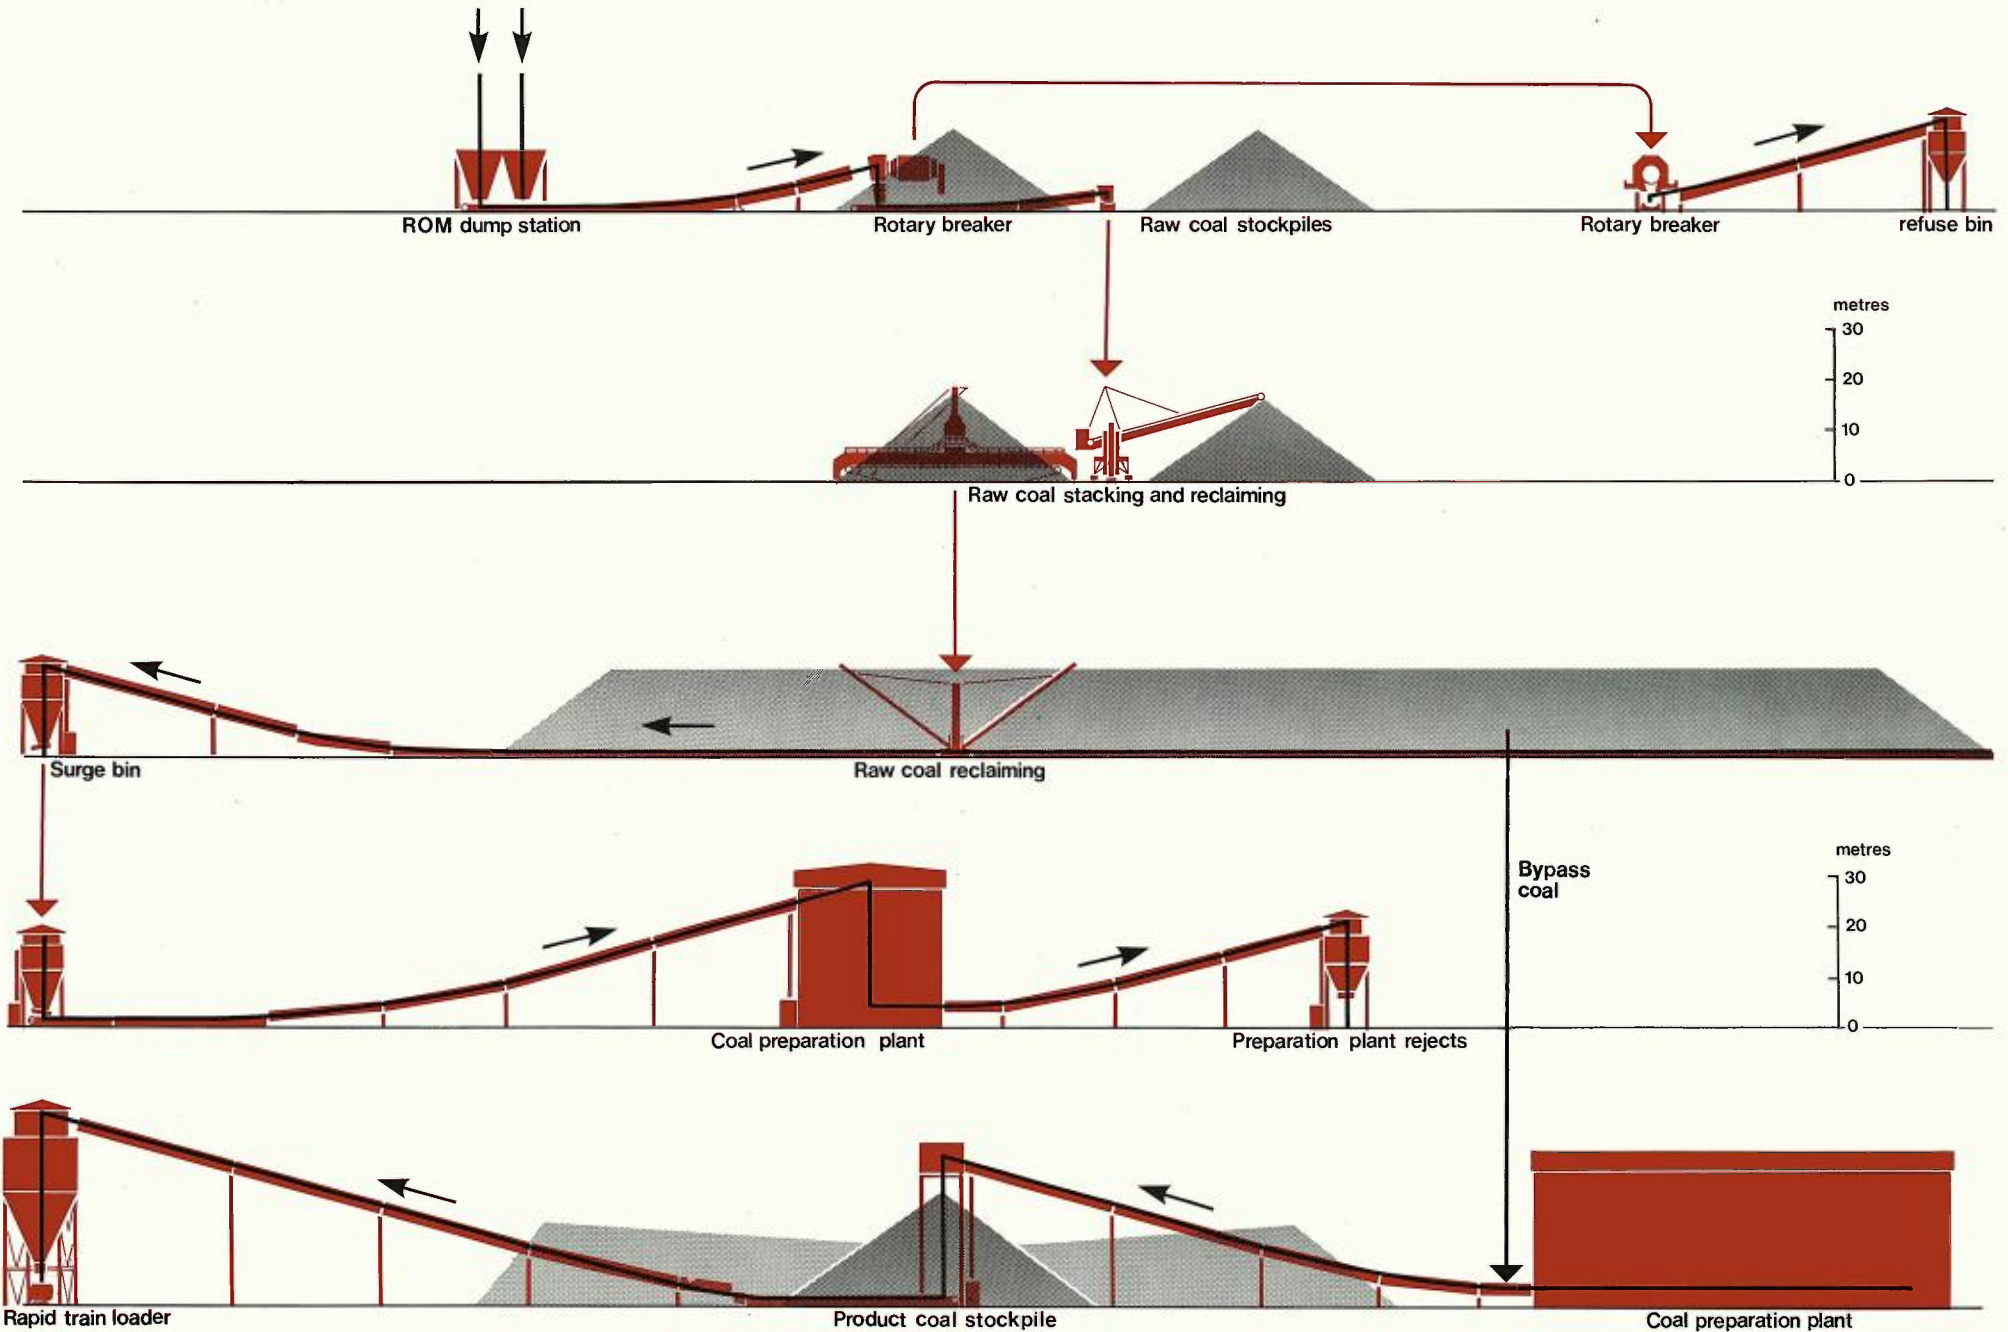 ROM dump station
Rotary breaker
Raw coal stockpiles
Rotary breaker
refuse bin
metres
30
20
10
0
Raw coal stacking and reclaiming
Surge bin
Raw coal reclaiming
metres
30
20
10
0
Bypass
coal
Coal preparation plant
Preparation plant rejects
Rapid train loader
Product coal stockpile
Coal preparation plant